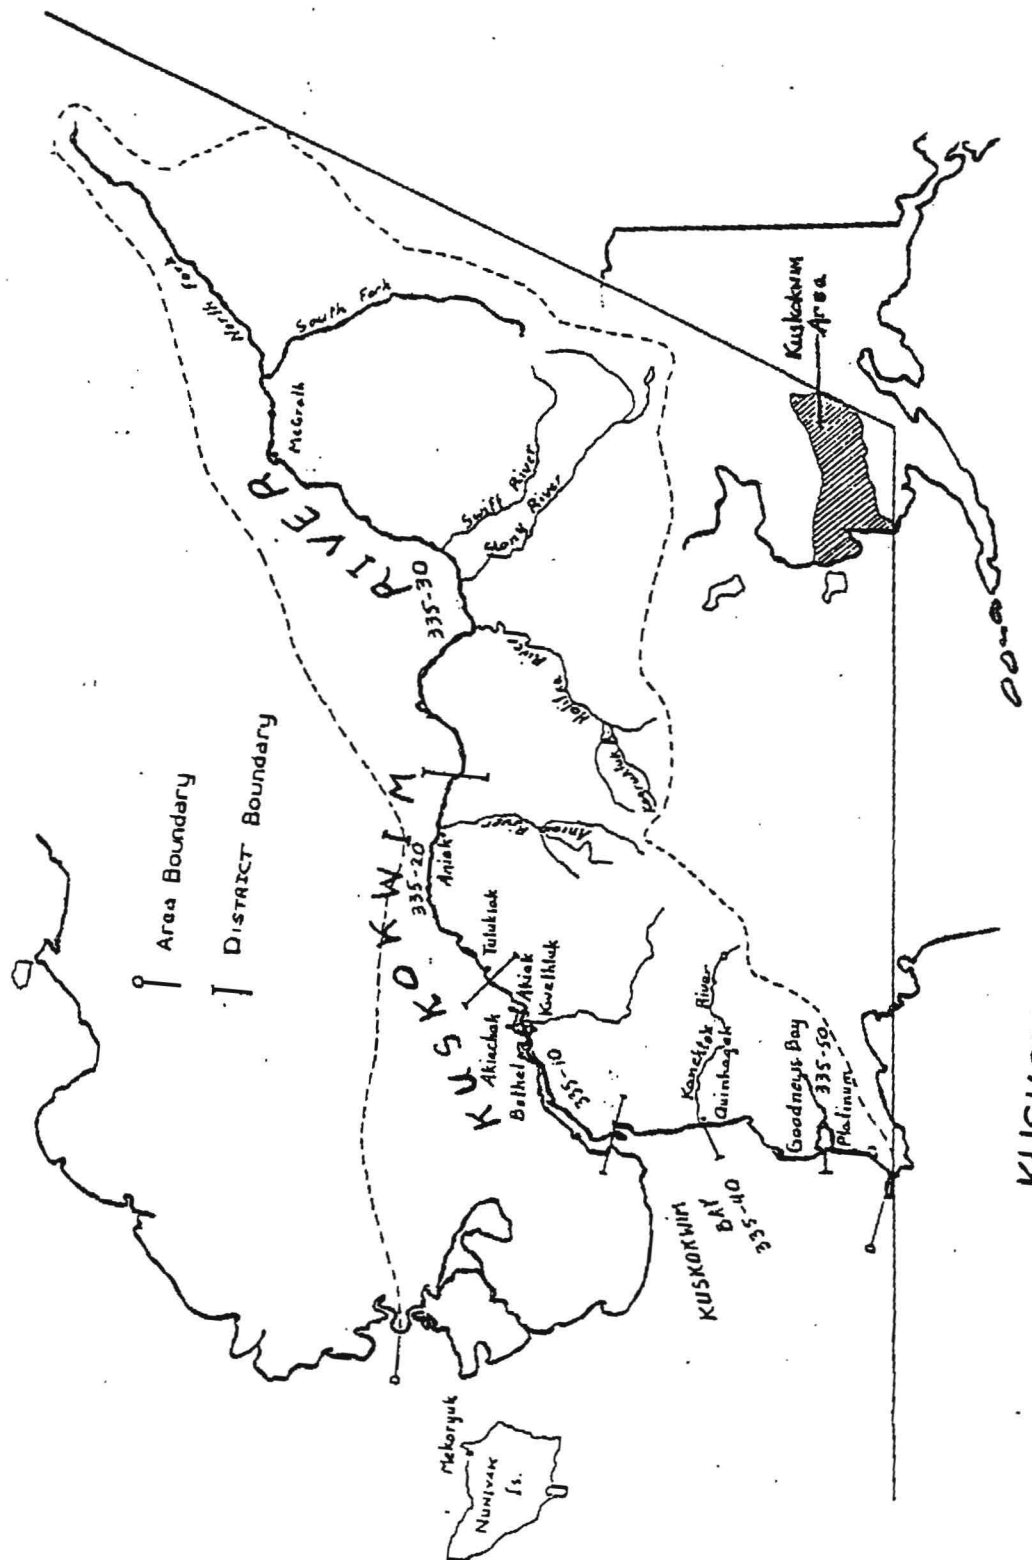 Area Boundary
DISTRICT Boundary
KUSKOKWIM RIVER
North Fork
South Fork
McGrath
Swift River
Stony River
335-30
Holitna River
335-20
Aniak
Aniak River
Tuluksak
Akiak
Kwethluk
Akiachak
Bethel
335-10
Kanektok River
Quinhagak
Goodnews Bay
335-50
Platinum
KUSKOKWIM
BAY
335-40
Mekoryuk
NUNIVAK
Is.
Kuskokwim
Area